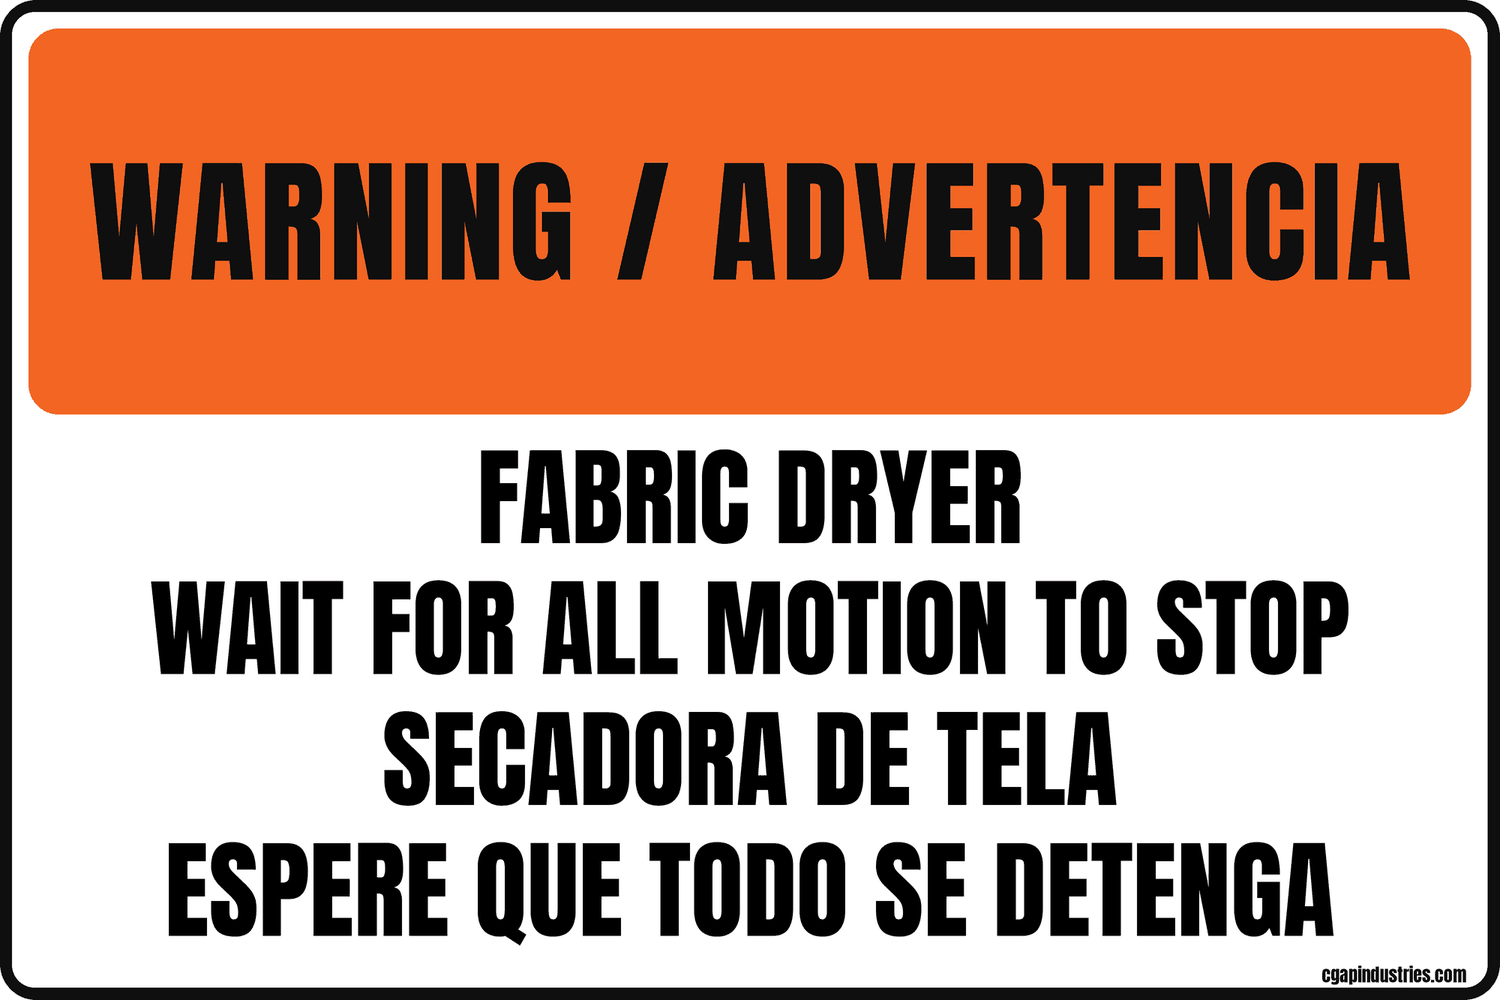 WARNING / ADVERTENCIA
FABRIC DRYER
WAIT FOR ALL MOTION TO STOP
SECADORA DE TELA
ESPERE QUE TODO SE DETENGA
cgapindustries.com